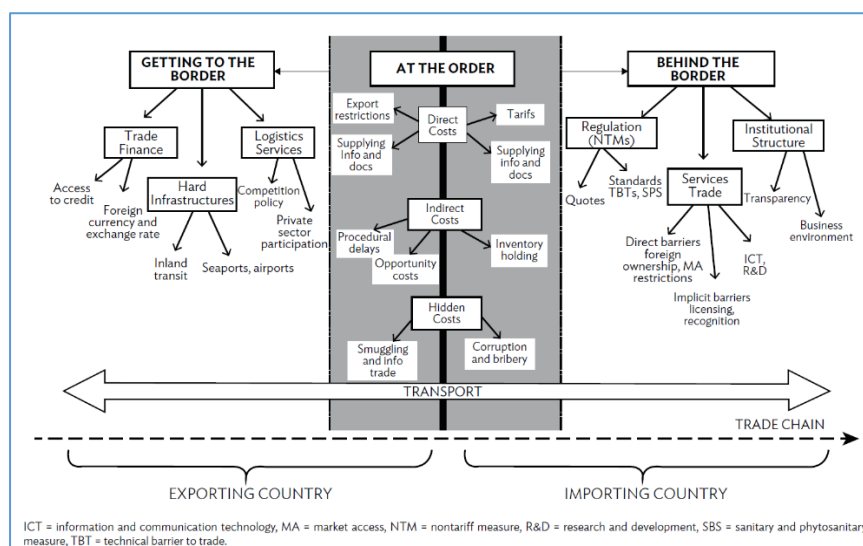 GETTING TO THE
BORDER
AT THE ORDER
BEHIND THE
BORDER
Trade
Finance
Logistics
Services
Access
to credit
Foreign
currency and
exchange rate
Hard
Infrastructures
Inland
transit
Seaports, airports
Competition
policy
Private
sector
participation
Export
restrictions
Direct
Costs
Tarifs
Supplying
Info and
docs
Supplying
info and
docs
Indirect
Costs
Procedural
delays
Opportunity
costs
Inventory
holding
Hidden
Costs
Smuggling
and info
trade
Corruption
and bribery
Regulation
(NTMs)
Institutional
Structure
Quotes
Standards
TBTs, SPS
Services
Trade
Transparency
Business
environment
Direct barriers
foreign
ownership, MA
restrictions
Implicit barriers
licensing,
recognition
ICT,
R&D
TRANSPORT
TRADE CHAIN
EXPORTING COUNTRY
IMPORTING COUNTRY
ICT = information and communication technology, MA = market access, NTM = nontariff measure, R&D = research and development, SBS = sanitary and phytosanitary
measure, TBT = technical barrier to trade.